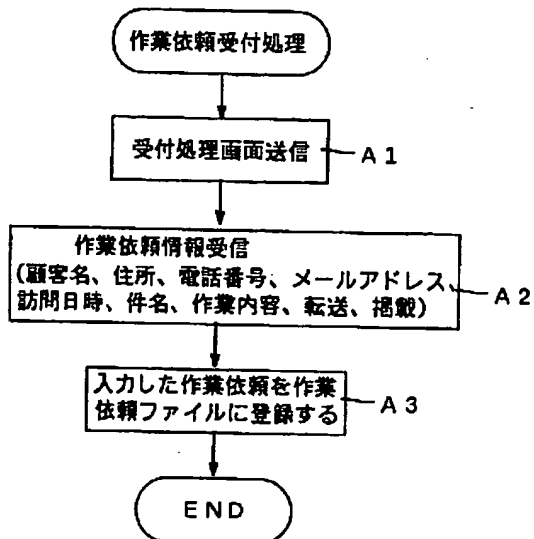 作業依頼受付処理
受付処理画面送信
A1
作業依頼情報受信
(顧客名、住所、電話番号、メールアドレス、
訪問日時、件名、作業内容、転送、掲載)
A2
入力した作業依頼を作業
依頼ファイルに登録する
A3
END